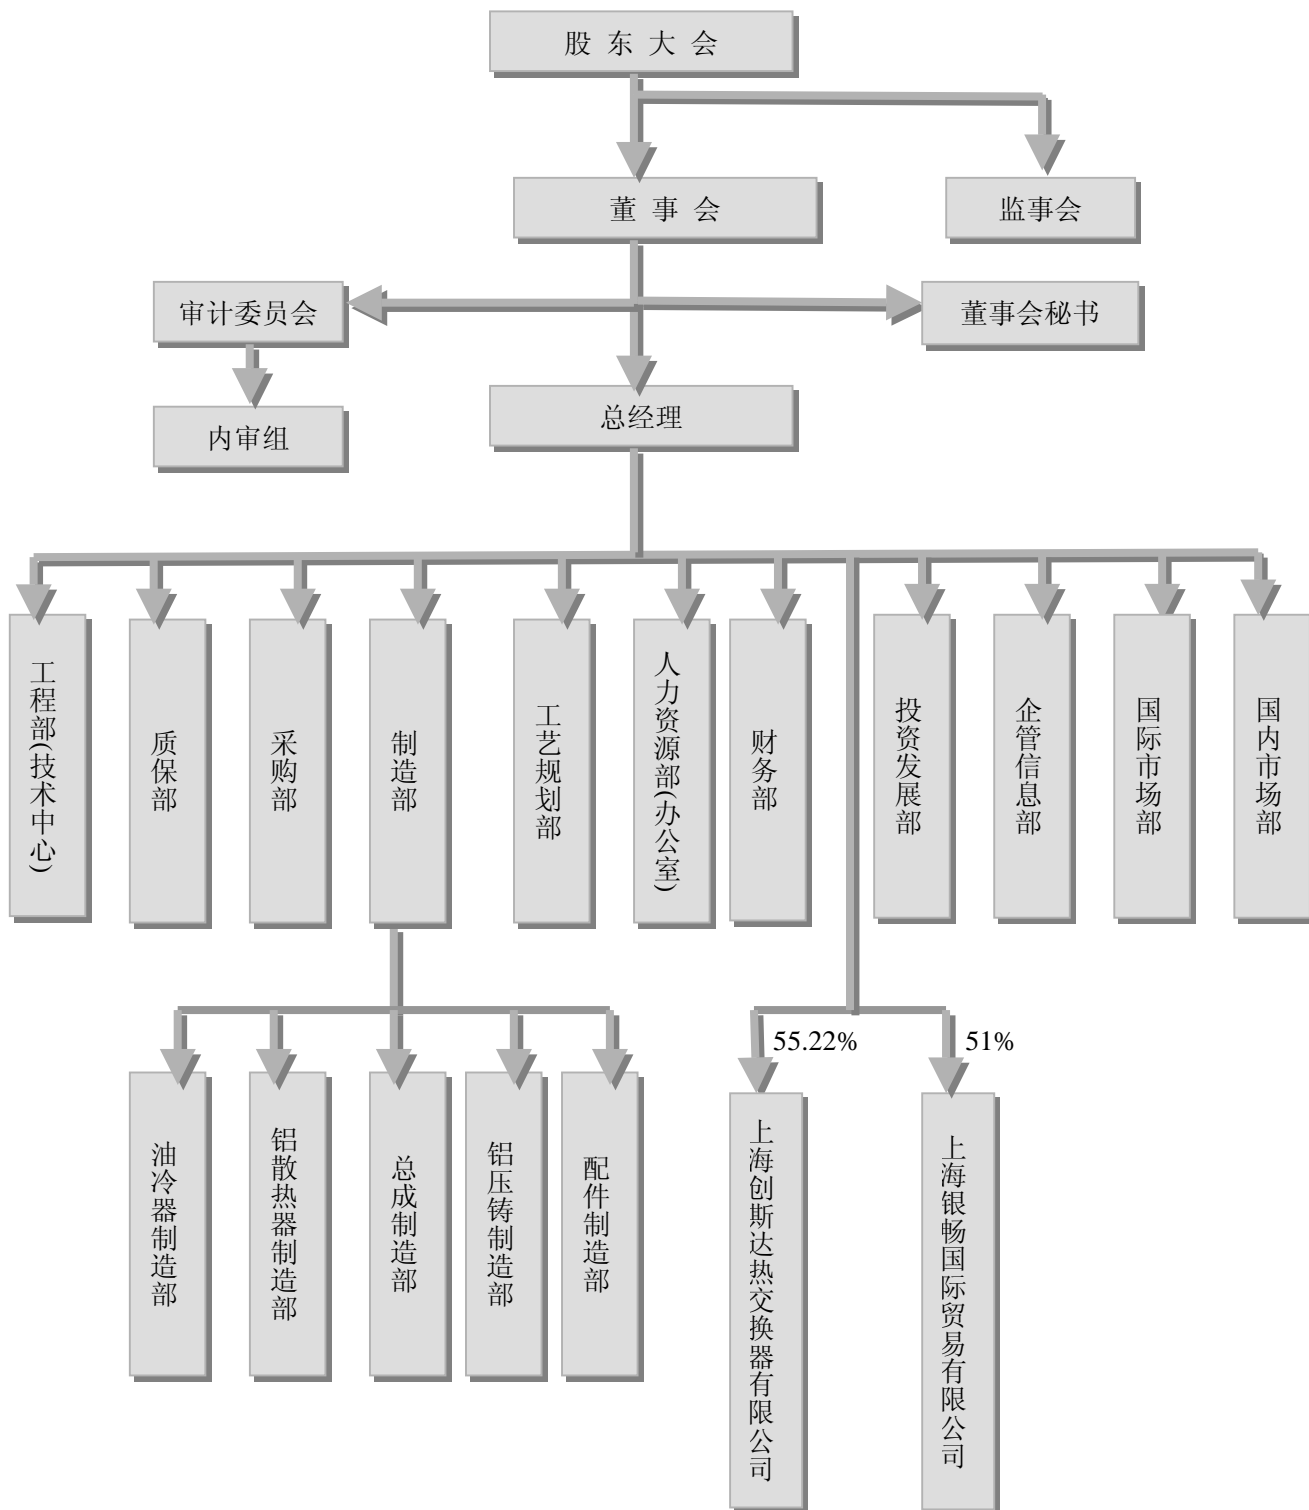 股 东 大 会
董 事 会
监事会
审计委员会
董事会秘书
内审组
总经理
工程部(技术中心)
质保部
采购部
制造部
工艺规划部
人力资源部(办公室)
财务部
投资发展部
企管信息部
国际市场部
国内市场部
55.22%
51%
油冷器制造部
铝散热器制造部
总成制造部
铝压铸制造部
配件制造部
上海创斯达热交换器有限公司
上海银畅国际贸易有限公司